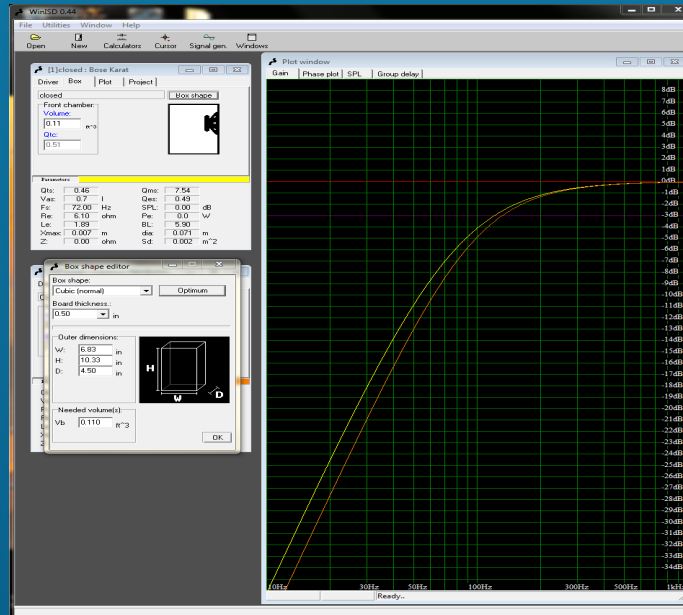 WinISD 0.44
File Utilities Window Help
Open New Calculators Cursor Signal gen. Windows
[1]closed : Bose Karat
Driver Box Plot Project
closed Box shape
Front chamber:
Volume:
0.11 ft^3
Qtc:
0.51
Parameters
Qts: 0.46 Qms: 7.54
Vas: 0.7 l Qes: 0.49
Fs: 72.00 Hz SPL: 0.00 dB
Re: 6.10 ohm Pe: 0.0 W
Le: 1.89 BL: 5.90
Xmax: 0.007 m dia: 0.071 m
Z: 0.00 ohm Sd: 0.002 m^2
Box shape editor
Box shape:
Cubic (normal) Optimum
Board thickness.:
0.50 in
Outer dimensions:
W: 6.83 in
H: 10.33 in
D: 4.50 in
H
W
D
Needed volume(s):
Vb 0.110 ft^3
OK
Plot window
Gain Phase plot SPL Group delay
8dB
7dB
6dB
5dB
4dB
3dB
2dB
1dB
0dB
-1dB
-2dB
-3dB
-4dB
-5dB
-6dB
-7dB
-8dB
-9dB
-10dB
-11dB
-12dB
-13dB
-14dB
-15dB
-16dB
-17dB
-18dB
-19dB
-20dB
-21dB
-22dB
-23dB
-24dB
-25dB
-26dB
-27dB
-28dB
-29dB
-30dB
-31dB
-32dB
-33dB
-34dB
10Hz 30Hz 50Hz 100Hz 300Hz 500Hz 1kHz
Ready..